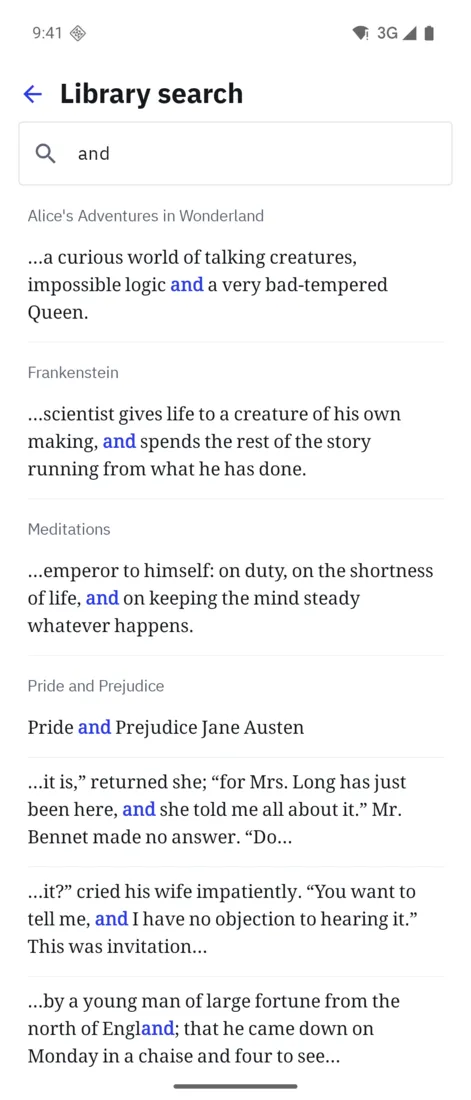 9:41
3G
Library search
and
Alice's Adventures in Wonderland
…a curious world of talking creatures,
impossible logic and a very bad-tempered
Queen.
Frankenstein
…scientist gives life to a creature of his own
making, and spends the rest of the story
running from what he has done.
Meditations
…emperor to himself: on duty, on the shortness
of life, and on keeping the mind steady
whatever happens.
Pride and Prejudice
Pride and Prejudice Jane Austen
…it is,” returned she; “for Mrs. Long has just
been here, and she told me all about it.” Mr.
Bennet made no answer. “Do…
…it?” cried his wife impatiently. “You want to
tell me, and I have no objection to hearing it.”
This was invitation…
…by a young man of large fortune from the
north of England; that he came down on
Monday in a chaise and four to see…